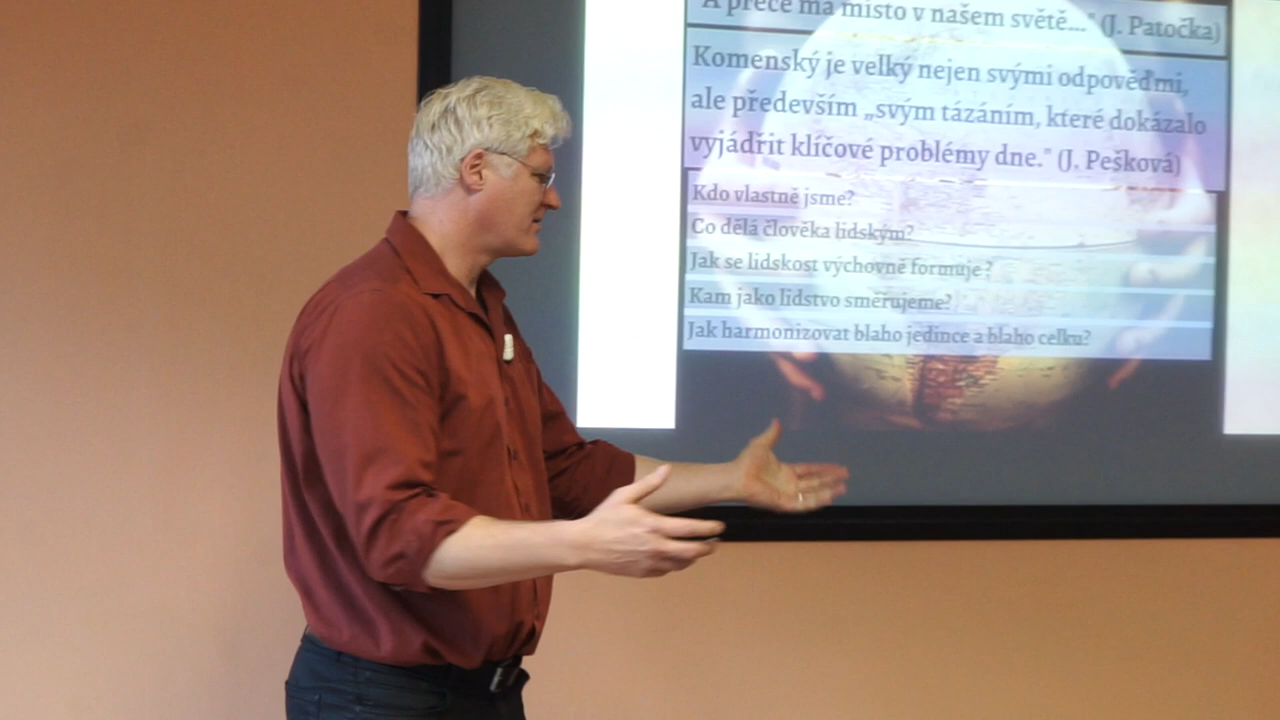 "A přece má místo v našem světě..." (J. Patočka)
Komenský je velký nejen svými odpověďmi,
ale především „svým tázáním, které dokázalo
vyjádřit klíčové problémy dne." (J. Pešková)
Kdo vlastně jsme?
Co dělá člověka lidským?
Jak se lidskost výchovně formuje?
Kam jako lidstvo směřujeme?
Jak harmonizovat blaho jedince a blaho celku?